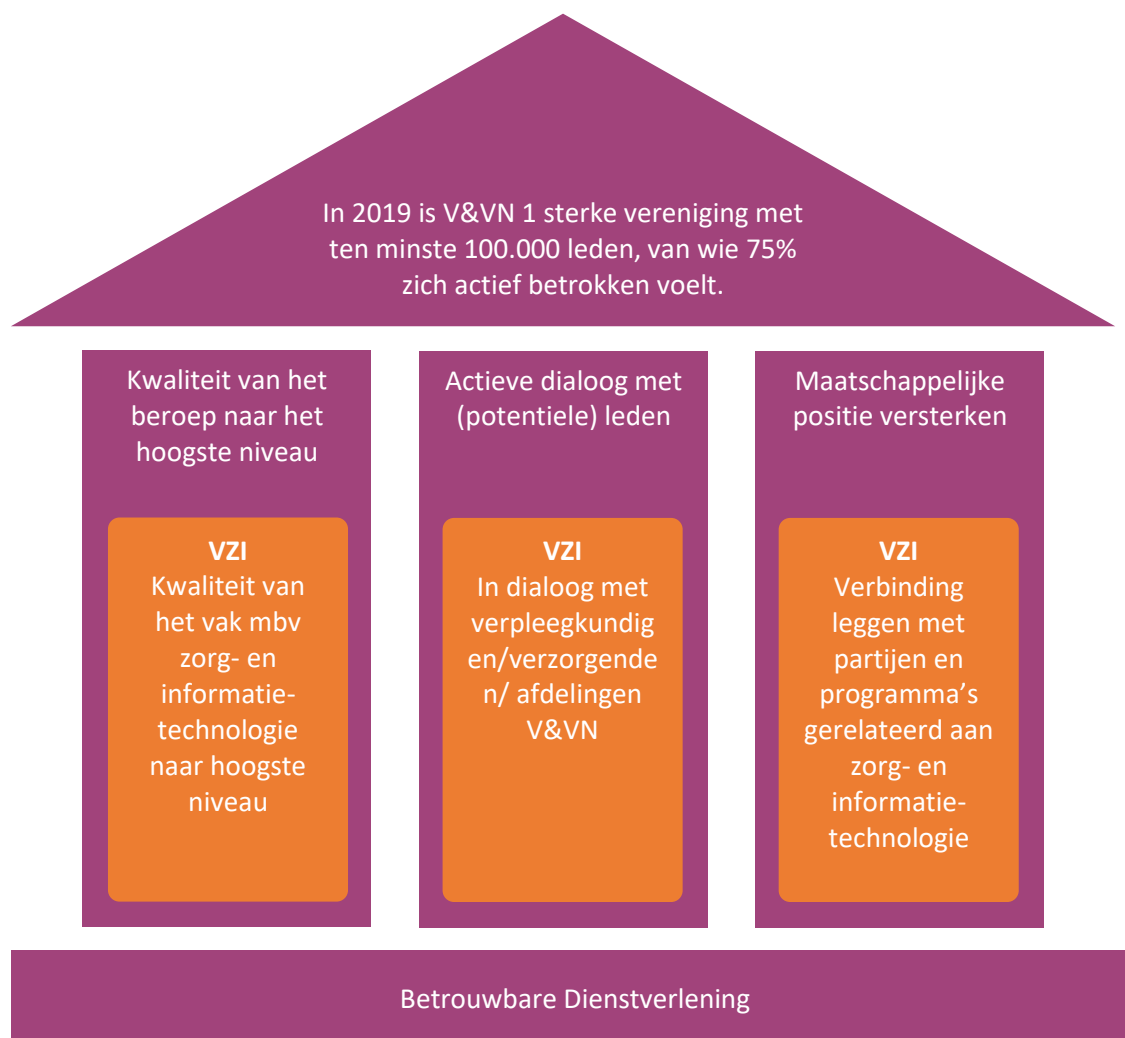 In 2019 is V&VN 1 sterke vereniging met
ten minste 100.000 leden, van wie 75%
zich actief betrokken voelt.
Kwaliteit van het
beroep naar het
hoogste niveau
VZI
Kwaliteit van
het vak mbv
zorg- en
informatie-
technologie
naar hoogste
niveau
Actieve dialoog met
(potentiele) leden
VZI
In dialoog met
verpleegkundig
en/verzorgende
n/ afdelingen
V&VN
Maatschappelijke
positie versterken
VZI
Verbinding
leggen met
partijen en
programma’s
gerelateerd aan
zorg- en
informatie-
technologie
Betrouwbare Dienstverlening